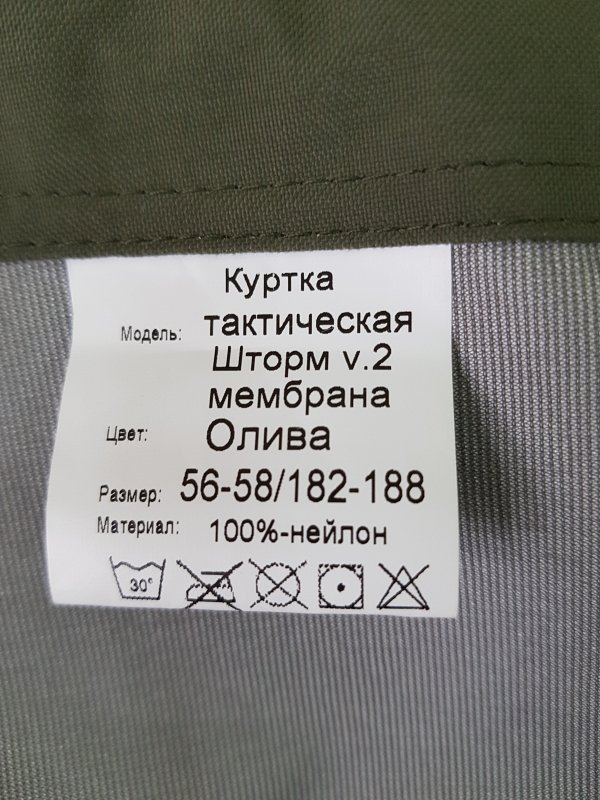 Куртка
Модель: тактическая
Шторм v.2
мембрана
Цвет: Олива
Размер: 56-58/182-188
Материал: 100%-нейлон
30°